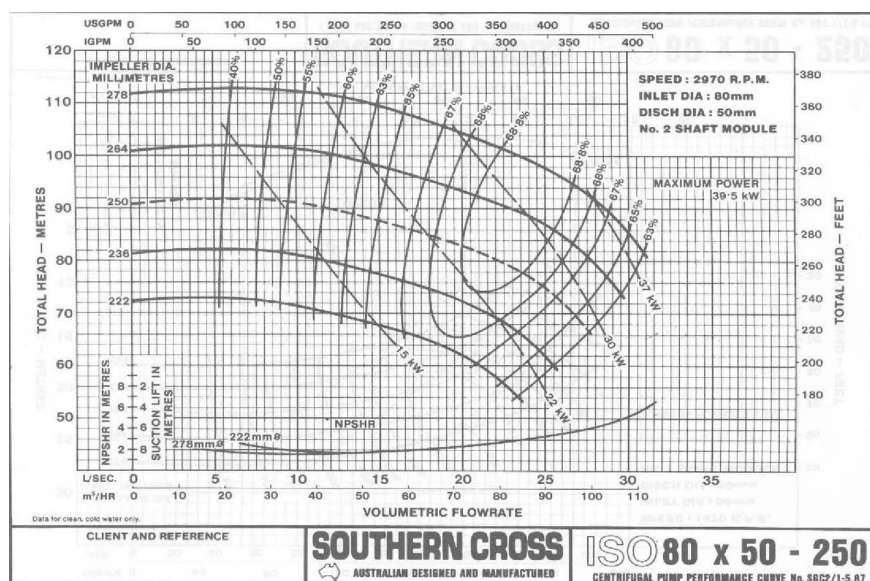 USGPM 0 50 100 150 200 250 300 350 400 450 500
IGPM 0 50 100 150 200 250 300 350 400
IMPELLER DIA.
MILLIMETRES
278
264
250
236
222
120
110
100
90
80
70
60
50
TOTAL HEAD — METRES
40%
50%
55%
60%
63%
65%
67%
68%
68·8%
68·8%
68%
67%
65%
63%
SPEED : 2970 R.P.M.
INLET DIA : 80mm
DISCH DIA : 50mm
No. 2 SHAFT MODULE
MAXIMUM POWER
39·5 kW
380
360
340
320
300
280
260
240
220
200
180
TOTAL HEAD — FEET
37 kW
30 kW
22 kW
15 kW
NPSHR IN METRES
8
6
4
2
SUCTION LIFT IN
METRES
2
4
6
8
NPSHR
278mm ø
222mm ø
L/SEC. 0 5 10 15 20 25 30 35
m³/HR 0 10 20 30 40 50 60 70 80 90 100 110
VOLUMETRIC FLOWRATE
Data for clean, cold water only.
CLIENT AND REFERENCE
SOUTHERN CROSS
AUSTRALIAN DESIGNED AND MANUFACTURED
ISO 80 x 50 - 250
CENTRIFUGAL PUMP PERFORMANCE CURVE No. SGC2/1-5.87